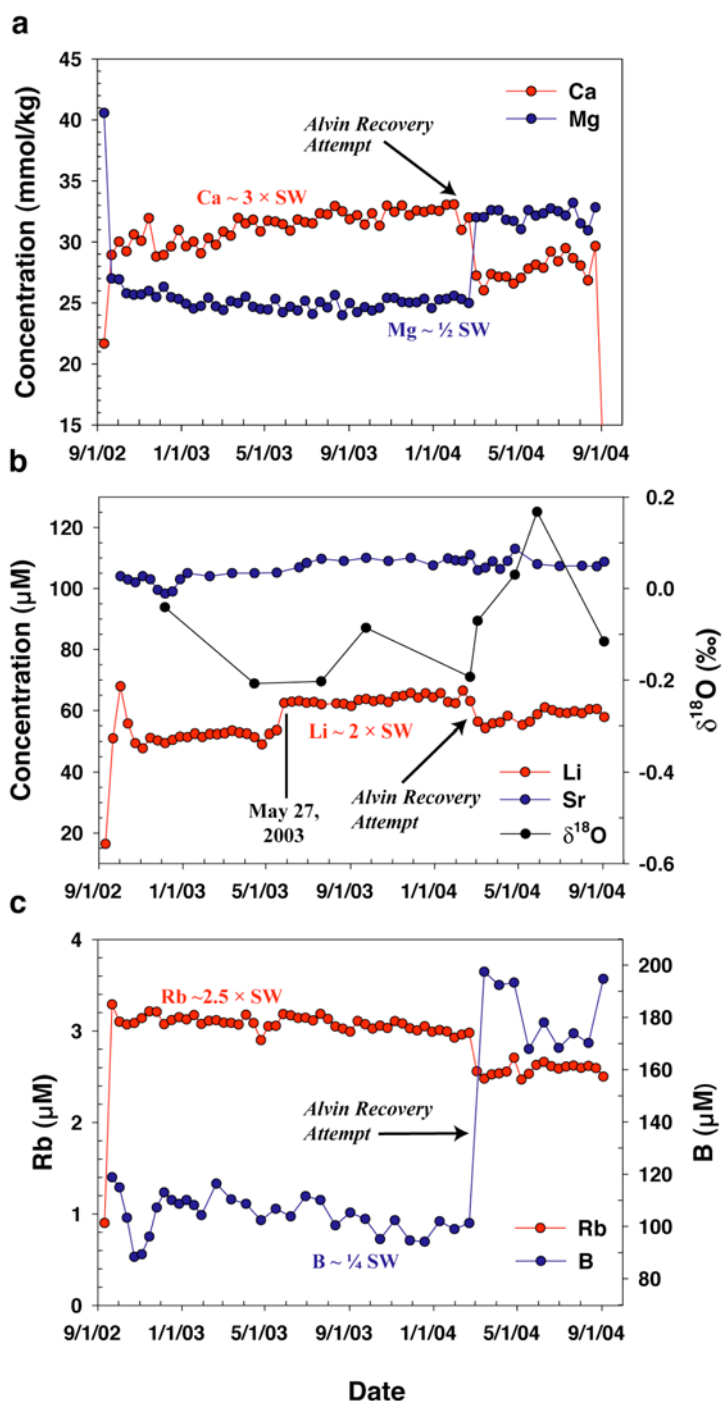 a
45
40
35
30
25
20
15
Concentration (mmol/kg)
Ca
Mg
Alvin Recovery
Attempt
Ca ~ 3 × SW
Mg ~ ½ SW
9/1/02 1/1/03 5/1/03 9/1/03 1/1/04 5/1/04 9/1/04
b
120
100
80
60
40
20
Concentration (µM)
0.2
0.0
-0.2
-0.4
-0.6
δ¹⁸O (‰)
Li ~ 2 × SW
May 27,
2003
Alvin Recovery
Attempt
Li
Sr
δ¹⁸O
9/1/02 1/1/03 5/1/03 9/1/03 1/1/04 5/1/04 9/1/04
c
4
3
2
1
0
Rb (µM)
200
180
160
140
120
100
80
B (µM)
Rb ~2.5 × SW
Alvin Recovery
Attempt
B ~ ¼ SW
Rb
B
9/1/02 1/1/03 5/1/03 9/1/03 1/1/04 5/1/04 9/1/04
Date